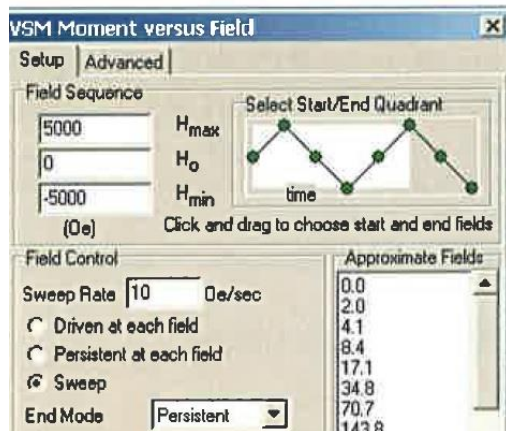 VSM Moment versus Field
Setup
Advanced
Field Sequence
5000
Hmax
0
Ho
-5000
Hmin
(Oe)
Select Start/End Quadrant
time
Click and drag to choose start and end fields
Field Control
Sweep Rate 10 Oe/sec
Driven at each field
Persistent at each field
Sweep
End Mode Persistent
Approximate Fields
0.0
2.0
4.1
8.4
17.1
34.8
70.7
143.8